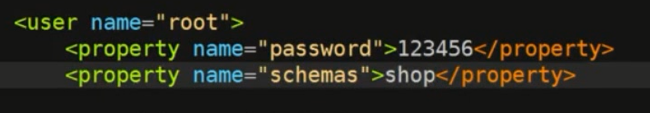 <user name="root">
<property name="password">123456</property>
<property name="schemas">shop</property>